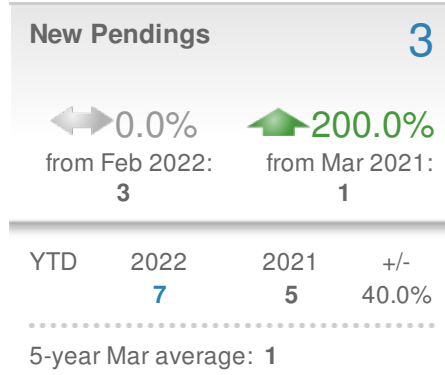 New Pendings 3
0.0% 200.0%
from Feb 2022: from Mar 2021:
3 1
YTD 2022 2021 +/-
7 5 40.0%
5-year Mar average: 1